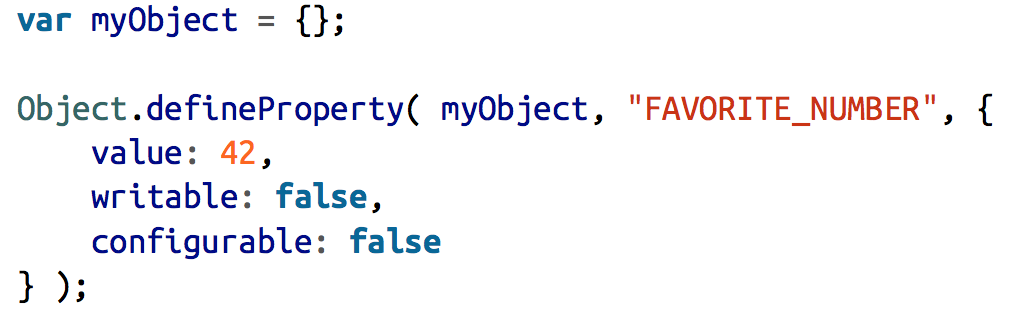 var myObject = {};
Object.defineProperty( myObject, "FAVORITE_NUMBER", {
    value: 42,
    writable: false,
    configurable: false
} );